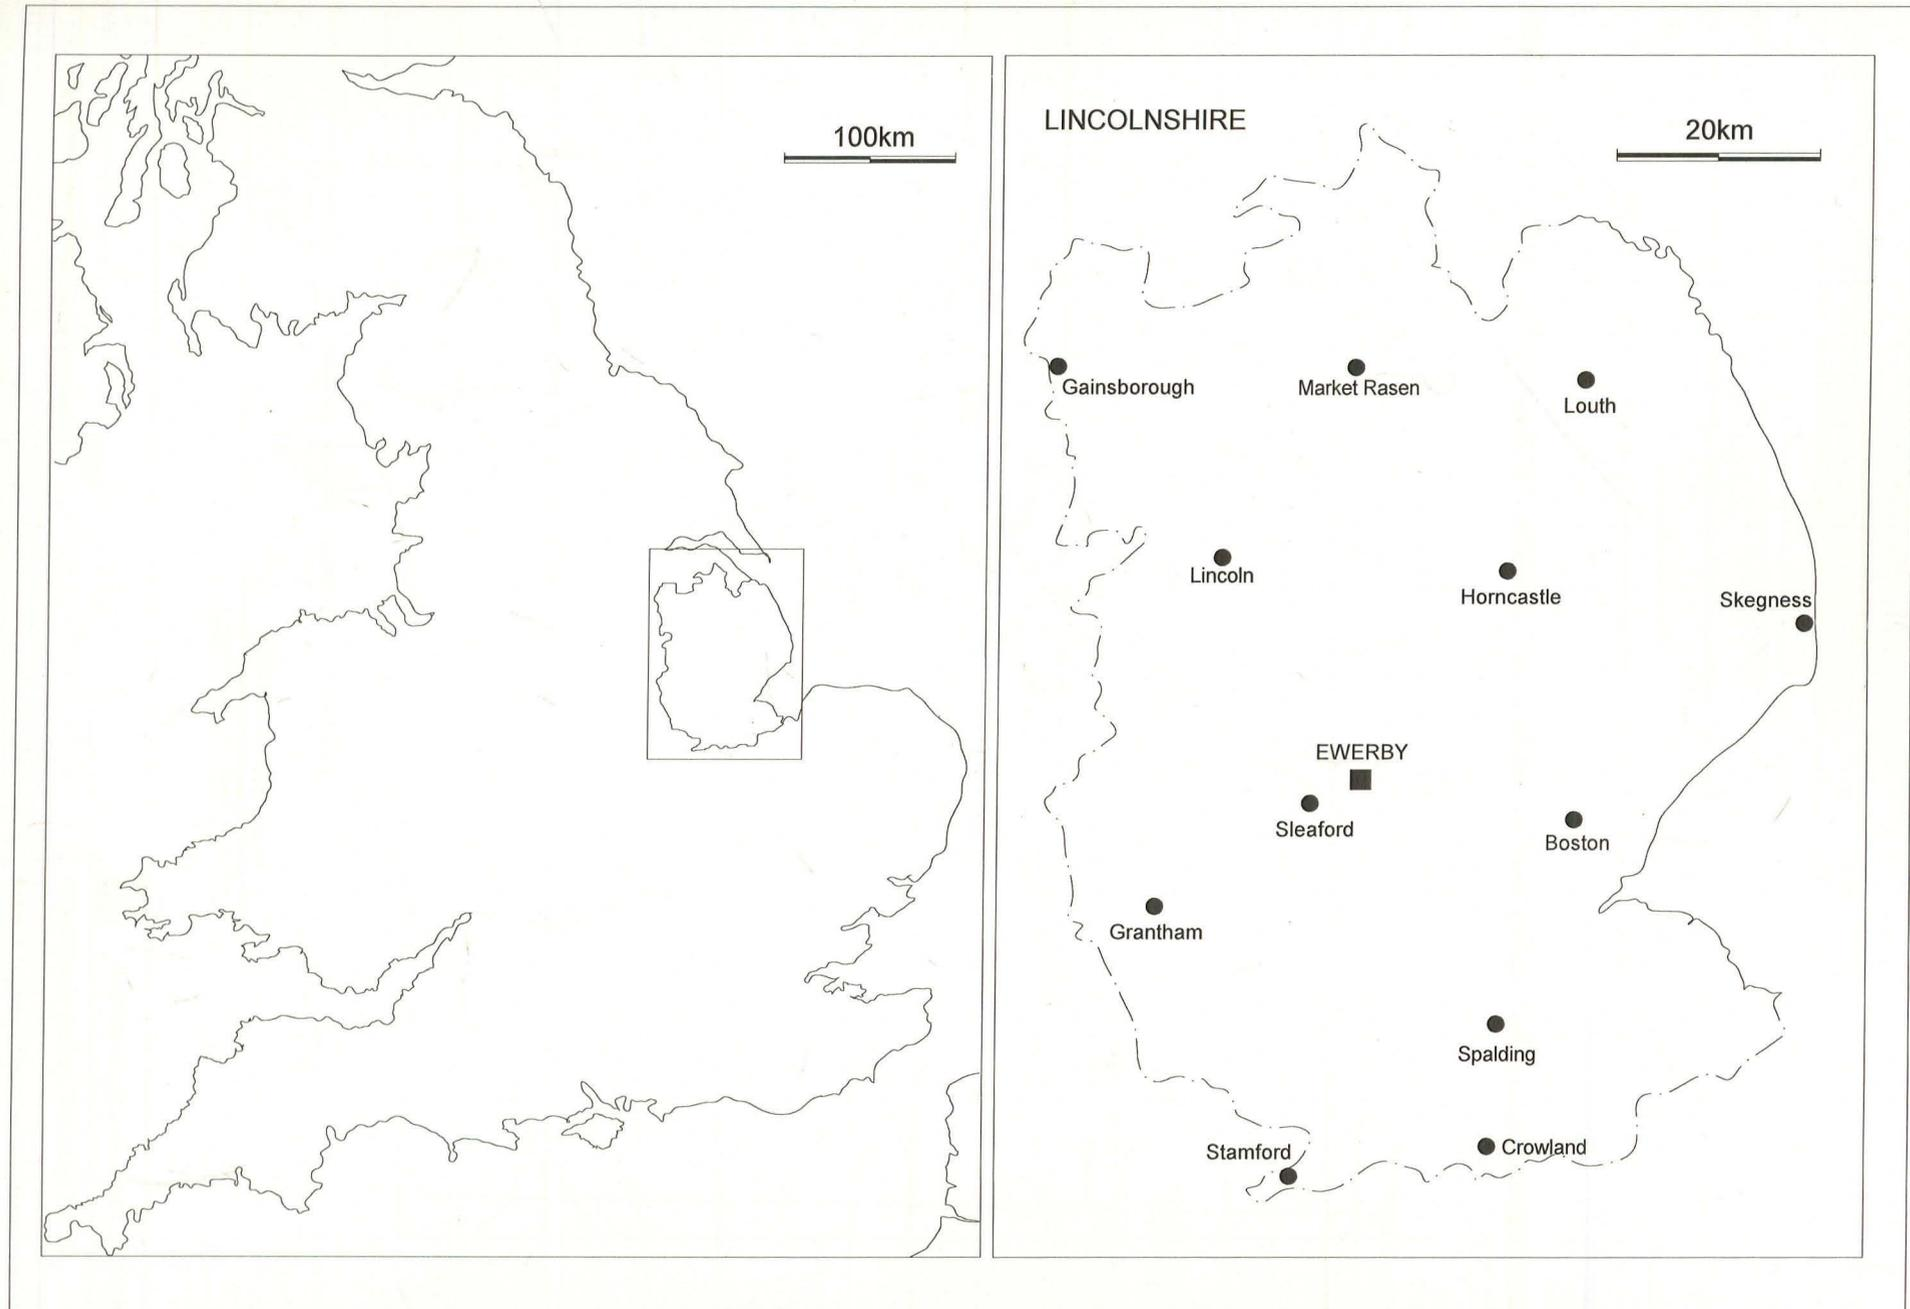 100km
LINCOLNSHIRE
20km
Gainsborough
Market Rasen
Louth
Lincoln
Horncastle
Skegness
EWERBY
Sleaford
Boston
Grantham
Spalding
Stamford
Crowland